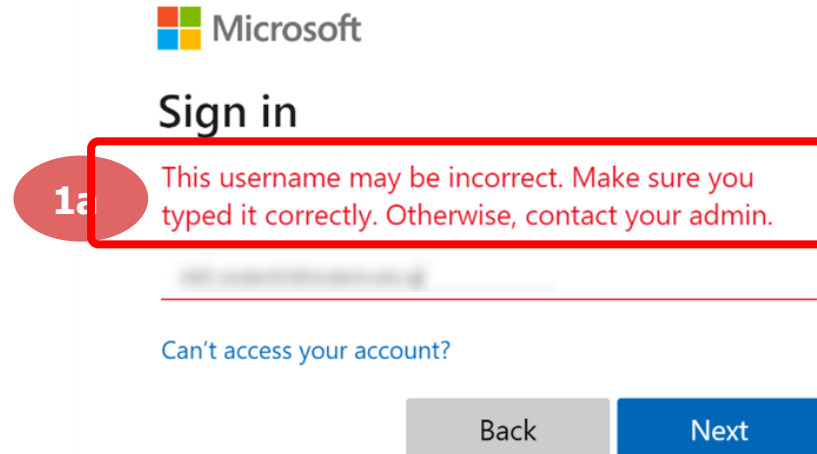 Microsoft
Sign in
This username may be incorrect. Make sure you
1a
typed it correctly. Otherwise, contact your admin.
Can't access your account?
Back
Next